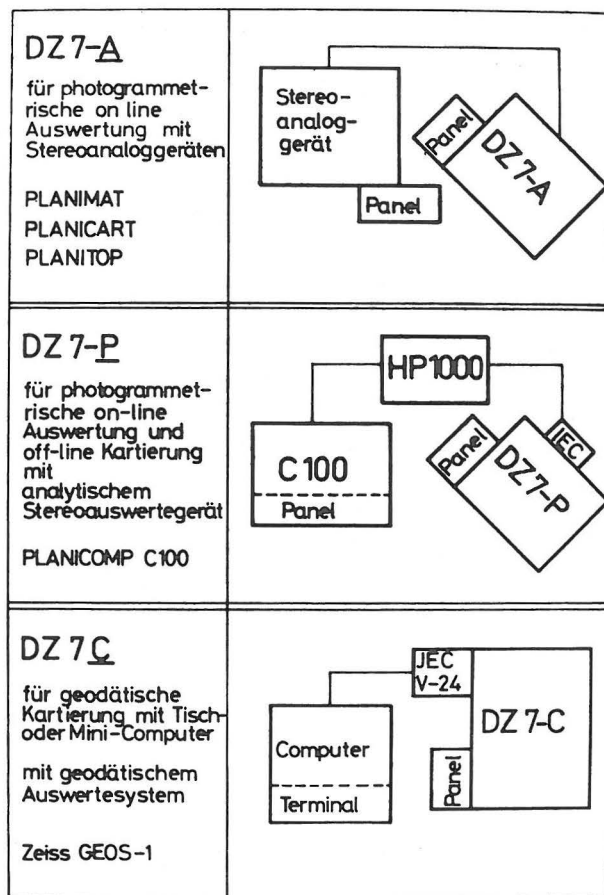 DZ 7-A
für photogrammet-
rische on line
Auswertung mit
Stereoanaloggeräten
PLANIMAT
PLANICART
PLANITOP
Stereo-
analog-
gerät
Panel
Panel
DZ 7-A
DZ 7-P
für photogrammet-
rische on-line
Auswertung und
off-line Kartierung
mit
analytischem
Stereoauswertegerät
PLANICOMP C100
HP1000
C 100
Panel
Panel
IEC
DZ 7-P
DZ 7C
für geodätische
Kartierung mit Tisch-
oder Mini-Computer
mit geodätischem
Auswertesystem
Zeiss GEOS-1
JEC
V-24
DZ 7-C
Panel
Computer
Terminal